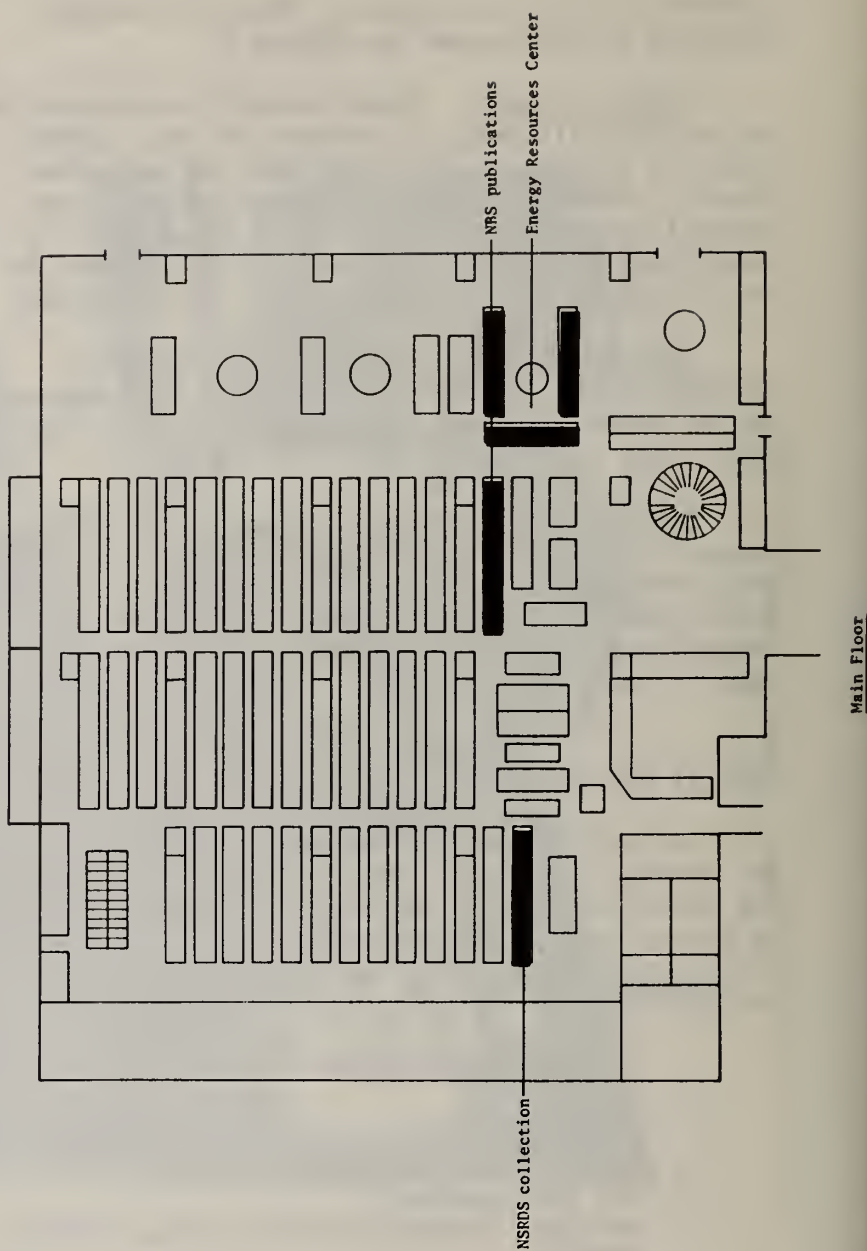 NBS publications
Energy Resources Center
NSRDS collection
Main Floor